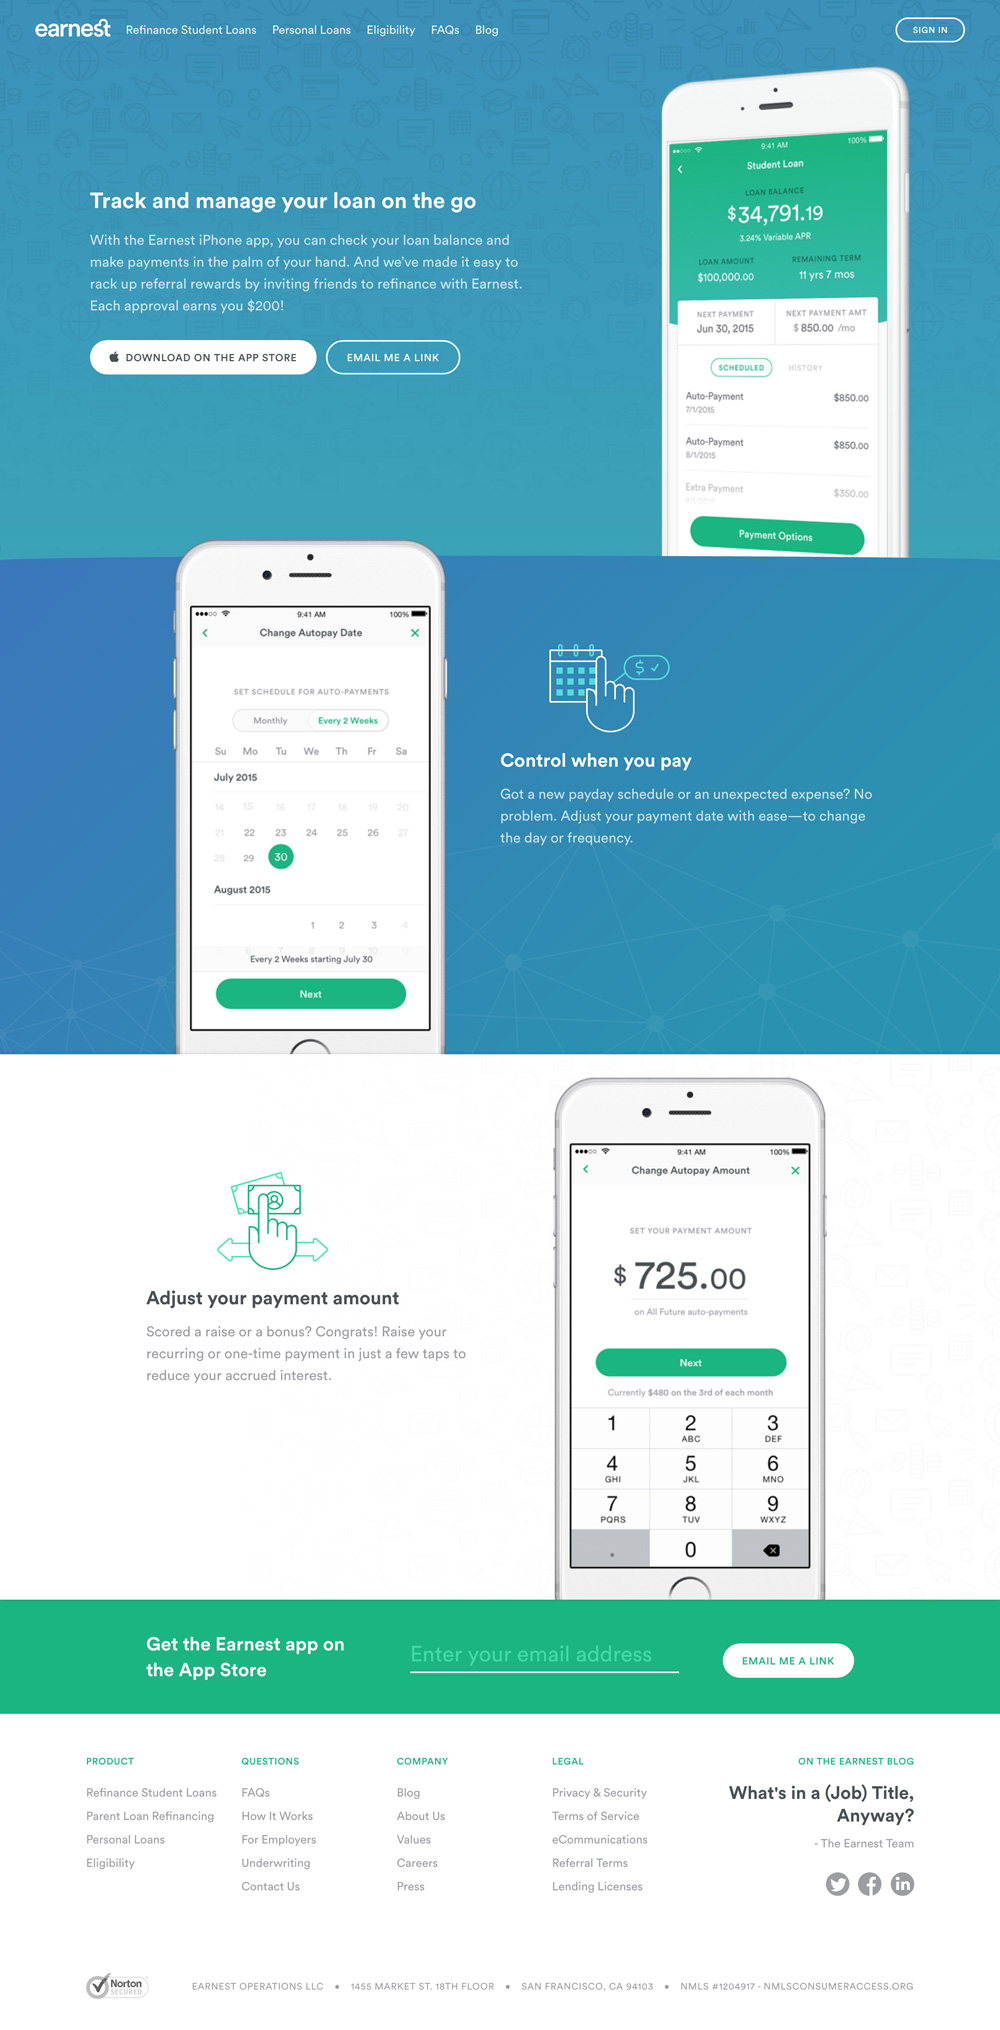 earnest Refinance Student Loans Personal Loans Eligibility FAQs Blog SIGN IN
Track and manage your loan on the go
With the Earnest iPhone app, you can check your loan balance and
make payments in the palm of your hand. And we've made it easy to
rack up referral rewards by inviting friends to refinance with Earnest.
Each approval earns you $200!
DOWNLOAD ON THE APP STORE EMAIL ME A LINK
9:41 AM 100%
Student Loan
LOAN BALANCE
$34,791.19
3.24% Variable APR
LOAN AMOUNT REMAINING TERM
$100,000.00 11 yrs 7 mos
NEXT PAYMENT NEXT PAYMENT AMT
Jun 30, 2015 $ 850.00 /mo
SCHEDULED HISTORY
Auto-Payment $850.00
7/1/2015
Auto-Payment $850.00
8/1/2015
Extra Payment $350.00
Payment Options
9:41 AM 100%
Change Autopay Date
SET SCHEDULE FOR AUTO-PAYMENTS
Monthly Every 2 Weeks
Su Mo Tu We Th Fr Sa
July 2015
14 15 16 17 18 19 20
21 22 23 24 25 26 27
28 29 30
August 2015
1 2 3 4
6 7 8 9 10
Every 2 Weeks starting July 30
Next
$
Control when you pay
Got a new payday schedule or an unexpected expense? No
problem. Adjust your payment date with ease—to change
the day or frequency.
Adjust your payment amount
Scored a raise or a bonus? Congrats! Raise your
recurring or one-time payment in just a few taps to
reduce your accrued interest.
9:41 AM 100%
Change Autopay Amount
SET YOUR PAYMENT AMOUNT
$ 725.00
on All Future auto-payments
Next
Currently $480 on the 3rd of each month
1 2 3
ABC DEF
4 5 6
GHI JKL MNO
7 8 9
PQRS TUV WXYZ
. 0
Get the Earnest app on
the App Store
Enter your email address
EMAIL ME A LINK
PRODUCT
Refinance Student Loans
Parent Loan Refinancing
Personal Loans
Eligibility
QUESTIONS
FAQs
How It Works
For Employers
Underwriting
Contact Us
COMPANY
Blog
About Us
Values
Careers
Press
LEGAL
Privacy & Security
Terms of Service
eCommunications
Referral Terms
Lending Licenses
ON THE EARNEST BLOG
What's in a (Job) Title,
Anyway?
- The Earnest Team
Norton
SECURED
EARNEST OPERATIONS LLC • 1455 MARKET ST. 18TH FLOOR • SAN FRANCISCO, CA 94103 • NMLS #1204917 - NMLSCONSUMERACCESS.ORG